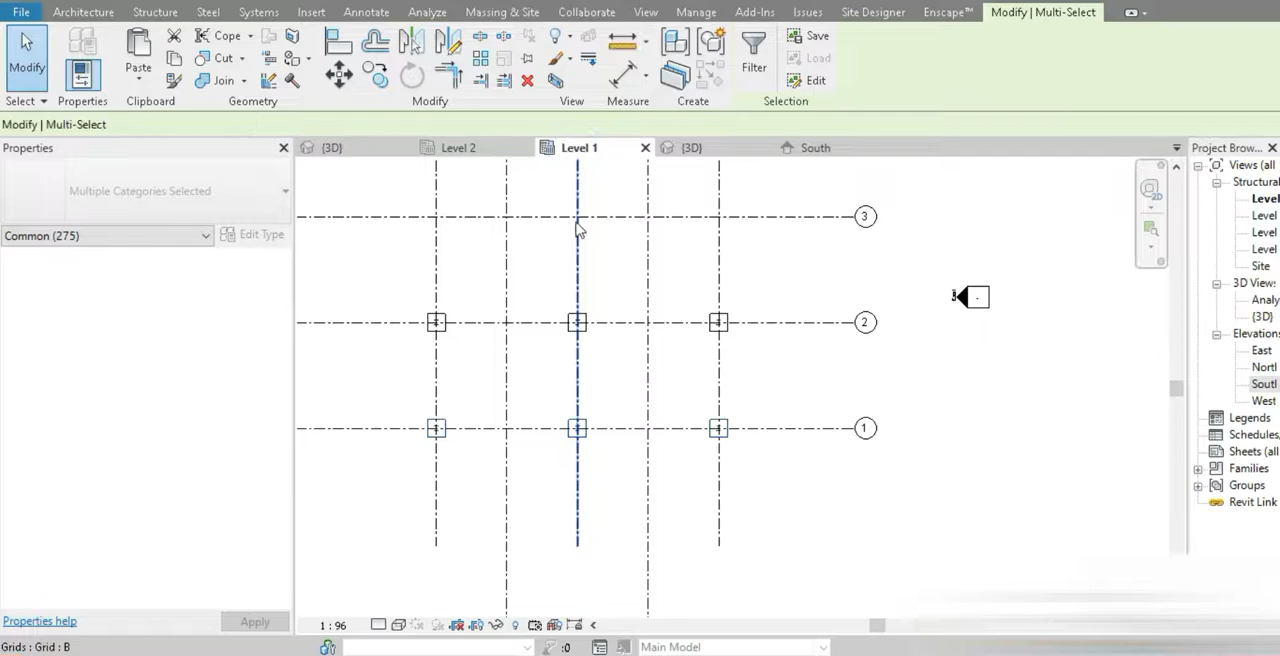 File Architecture Structure Steel Systems Insert Annotate Analyze Massing & Site Collaborate View Manage Add-Ins Issues Site Designer Enscape™ Modify | Multi-Select
Modify
Paste
Cope
Cut
Join
Filter
Save
Load
Edit
Select Properties Clipboard Geometry Modify View Measure Create Selection
Modify | Multi-Select
Properties
{3D} Level 2 Level 1 {3D} South
Project Brow...
Multiple Categories Selected
Common (275)
Edit Type
3
2
1
2D
Views (all
Structural
Level
Level
Level
Level
Site
3D View:
Analy
{3D}
Elevations
East
Nortl
Soutl
West
Legends
Schedules,
Sheets (all
Families
Groups
Revit Link
Properties help
Apply
1 : 96
Grids : Grid : B
:0
Main Model